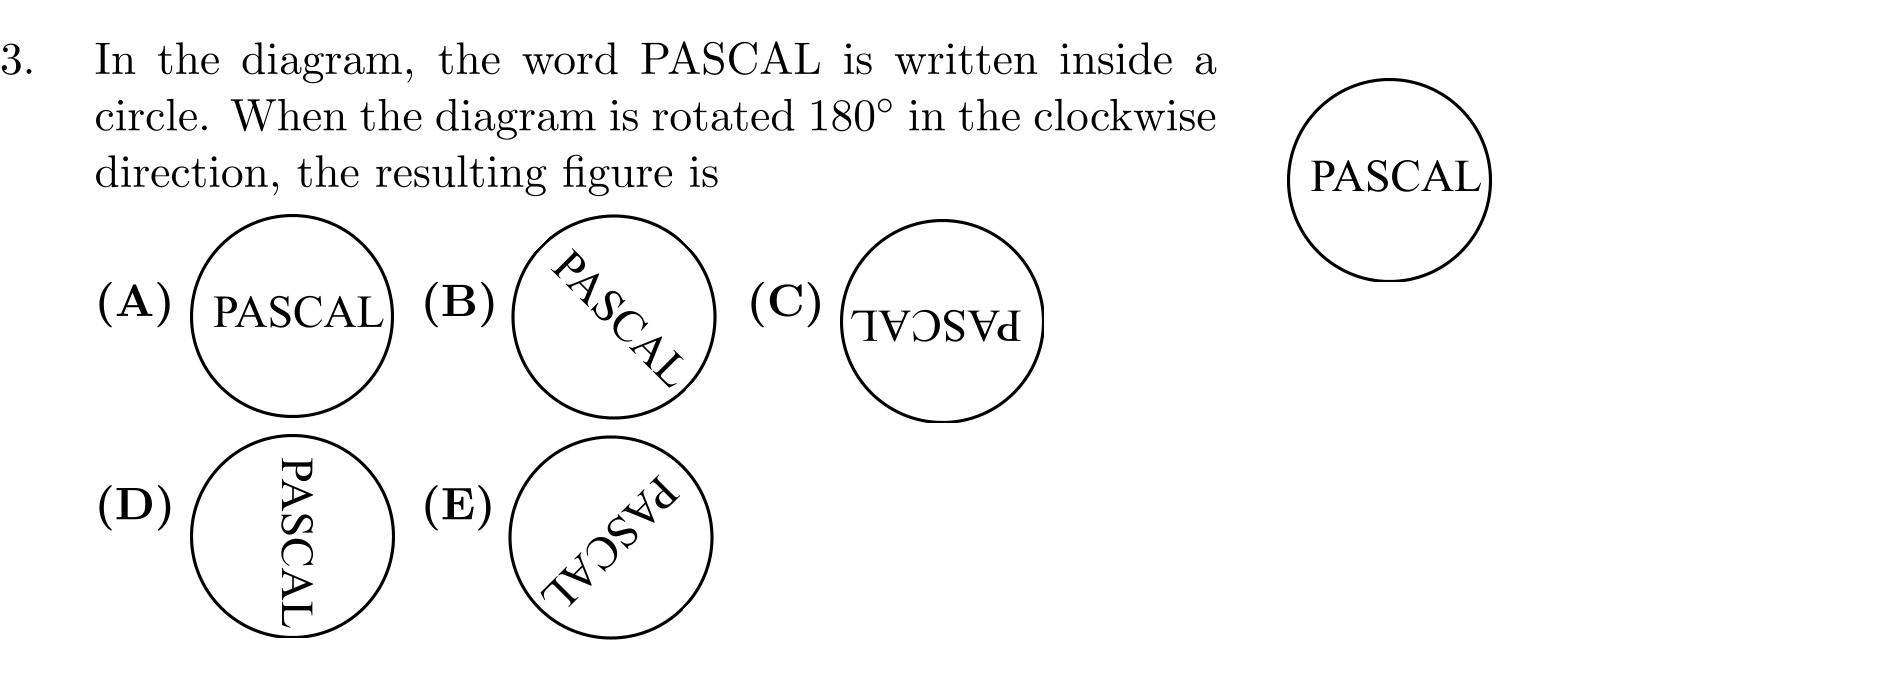 3. In the diagram, the word PASCAL is written inside a
circle. When the diagram is rotated 180° in the clockwise
direction, the resulting figure is
PASCAL
(A) PASCAL (B) PASCAL (C) PASCAL
(D) PASCAL (E) PASCAL